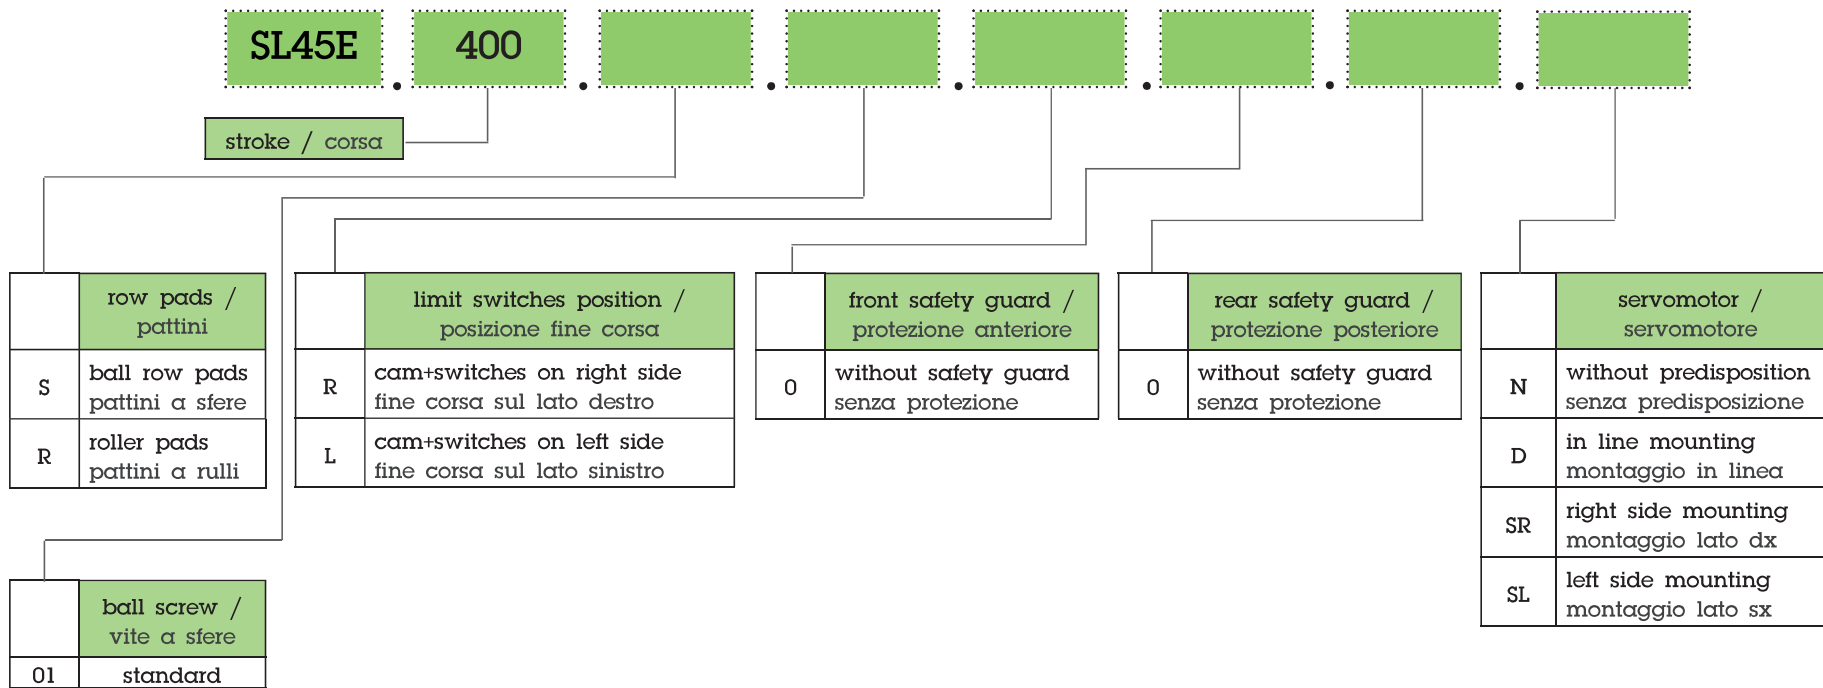 SL45E . 400 . . . . . .
stroke / corsa
row pads /
pattini
S
ball row pads
pattini a sfere
R
roller pads
pattini a rulli
limit switches position /
posizione fine corsa
R
cam+switches on right side
fine corsa sul lato destro
L
cam+switches on left side
fine corsa sul lato sinistro
front safety guard /
protezione anteriore
0
without safety guard
senza protezione
rear safety guard /
protezione posteriore
0
without safety guard
senza protezione
servomotor /
servomotore
N
without predisposition
senza predisposizione
D
in line mounting
montaggio in linea
SR
right side mounting
montaggio lato dx
SL
left side mounting
montaggio lato sx
ball screw /
vite a sfere
01 standard